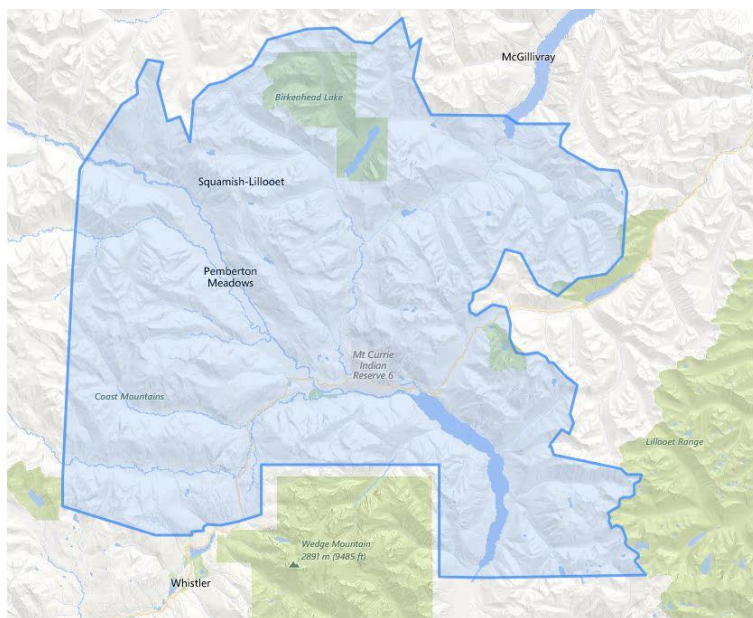 McGillivray
Birkenhead Lake
Squamish-Lillooet
Pemberton
Meadows
Mt Currie
Indian
Reserve 6
Coast Mountains
Lillooet Range
Wedge Mountain
2891 m (9485 ft)
Whistler